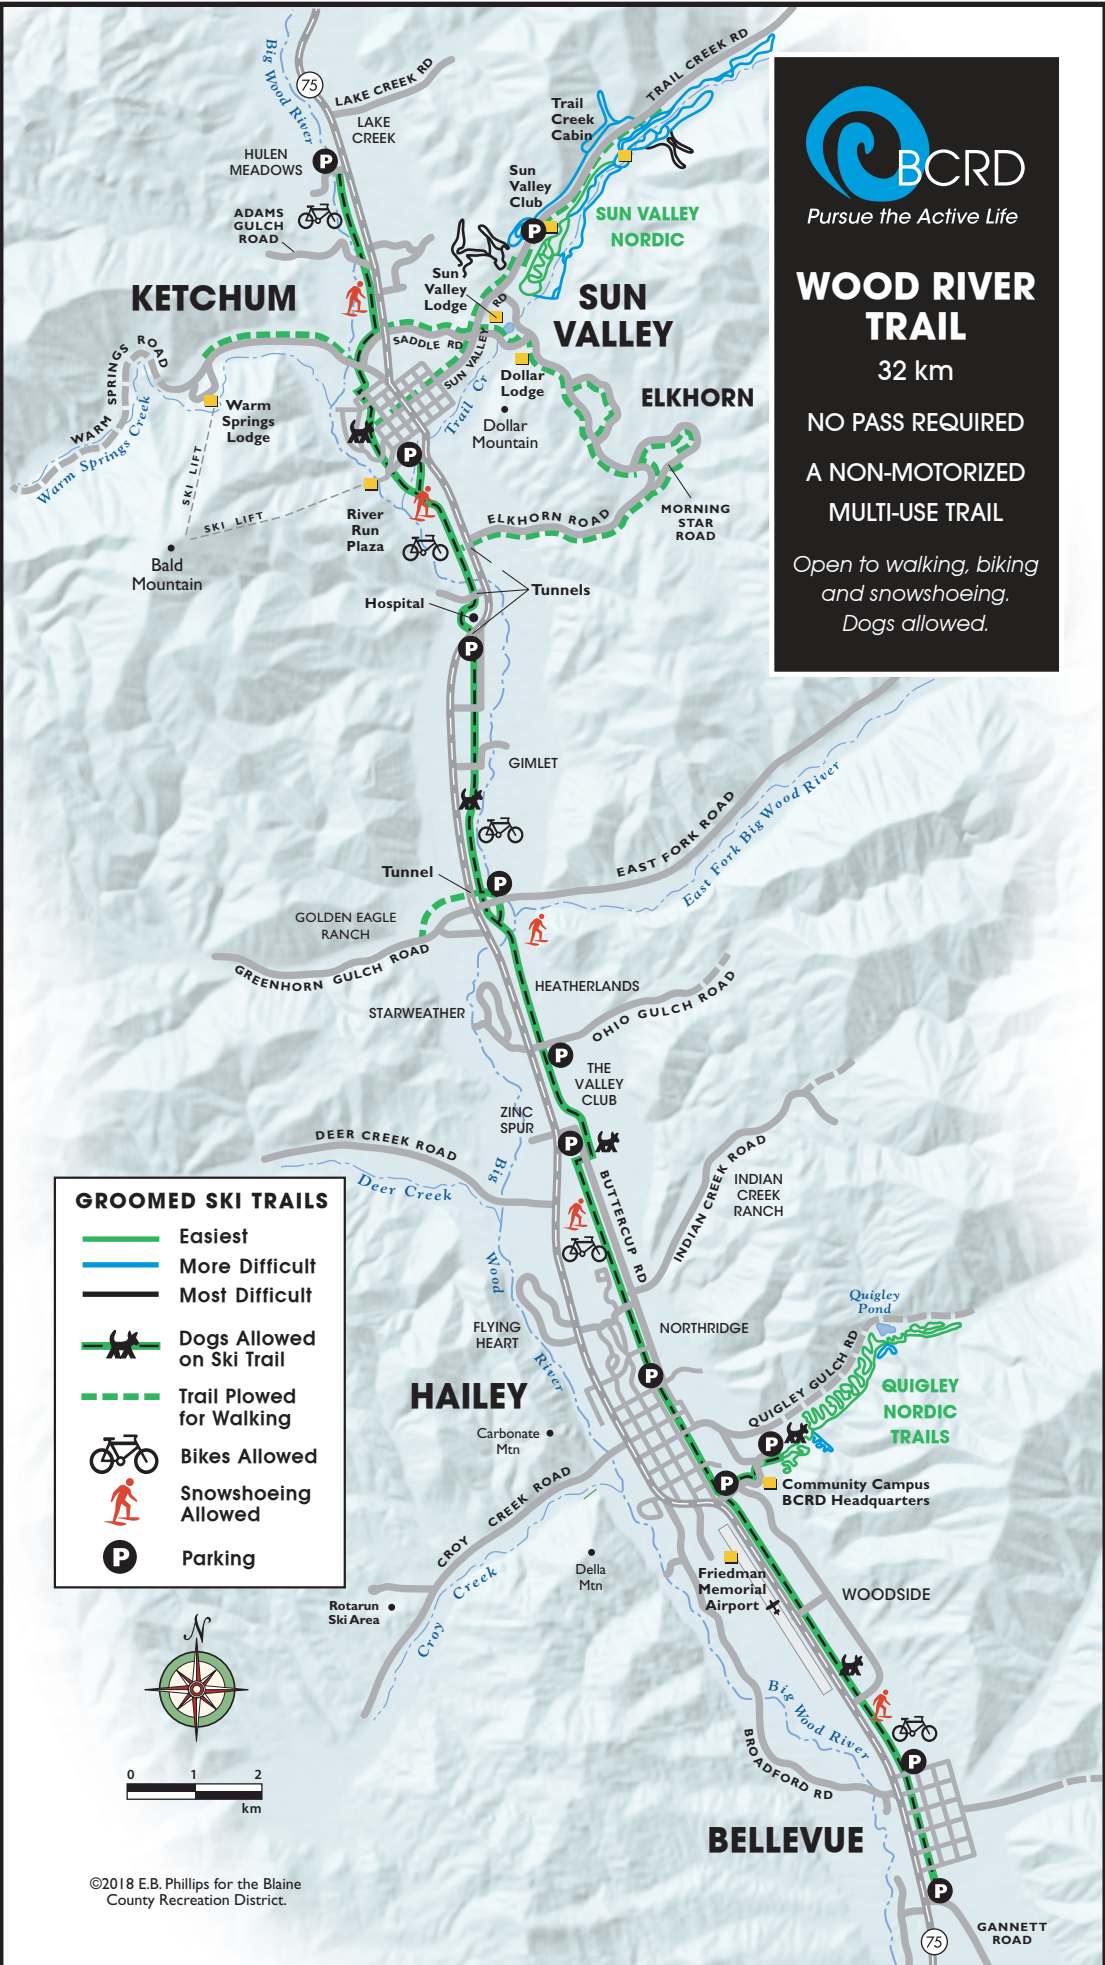 BCRD
Pursue the Active Life
WOOD RIVER
TRAIL
32 km
NO PASS REQUIRED
A NON-MOTORIZED
MULTI-USE TRAIL
Open to walking, biking
and snowshoeing.
Dogs allowed.
Big Wood River
75
LAKE CREEK RD
LAKE
CREEK
HULEN
MEADOWS
P
ADAMS
GULCH
ROAD
KETCHUM
TRAIL CREEK RD
Trail
Creek
Cabin
Sun
Valley
Club
P
SUN VALLEY
NORDIC
Sun
Valley
Lodge
SUN
VALLEY
SADDLE RD
SUN VALLEY RD
Trail Cr
Dollar
Lodge
Dollar
Mountain
ELKHORN
WARM SPRINGS ROAD
Warm Springs Creek
Warm
Springs
Lodge
SKI LIFT
SKI LIFT
P
River
Run
Plaza
Bald
Mountain
ELKHORN ROAD
MORNING
STAR
ROAD
Tunnels
Hospital
P
GIMLET
EAST FORK ROAD
East Fork Big Wood River
Tunnel
P
GOLDEN EAGLE
RANCH
GREENHORN GULCH ROAD
HEATHERLANDS
STARWEATHER
OHIO GULCH ROAD
P
THE
VALLEY
CLUB
ZINC
SPUR
P
DEER CREEK ROAD
Deer Creek
Big
Wood
River
BUTTERCUP RD
INDIAN CREEK ROAD
INDIAN
CREEK
RANCH
FLYING
HEART
NORTHRIDGE
P
HAILEY
Quigley
Pond
QUIGLEY GULCH RD
QUIGLEY
NORDIC
TRAILS
P
P
Community Campus
BCRD Headquarters
Carbonate
Mtn
CROY CREEK ROAD
Croy Creek
Della
Mtn
Rotarun
Ski Area
Friedman
Memorial
Airport
WOODSIDE
Big Wood River
BROADFORD RD
P
BELLEVUE
P
75
GANNETT
ROAD
GROOMED SKI TRAILS
Easiest
More Difficult
Most Difficult
Dogs Allowed
on Ski Trail
Trail Plowed
for Walking
Bikes Allowed
Snowshoeing
Allowed
P
Parking
N
0 1 2
km
©2018 E.B. Phillips for the Blaine
County Recreation District.